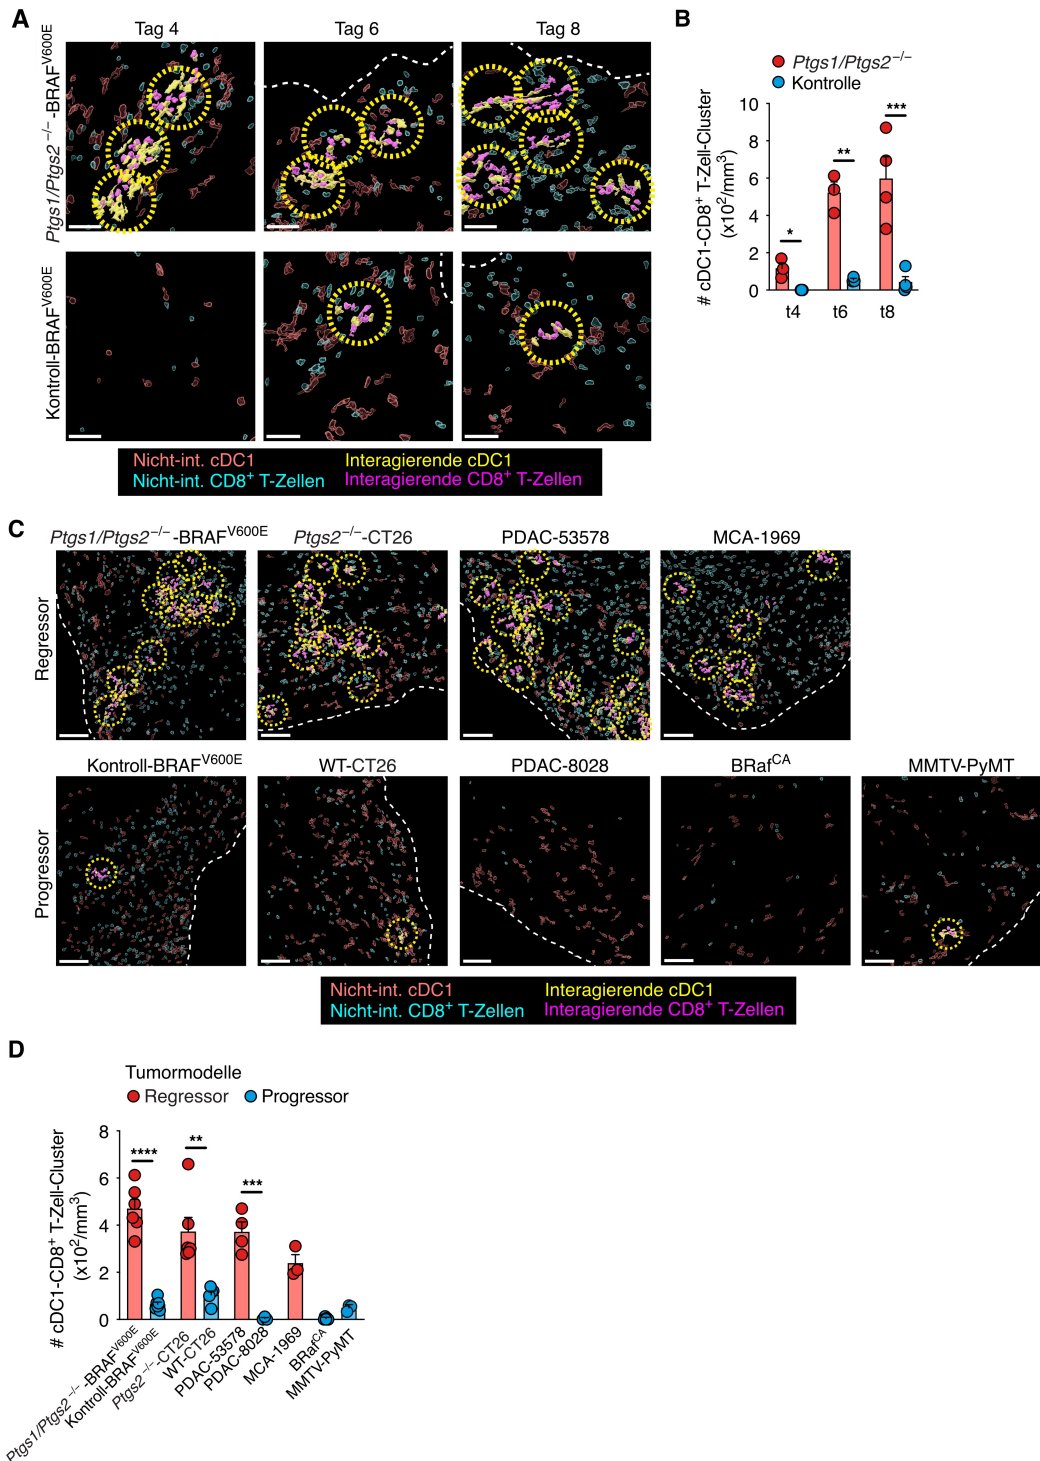 A
Tag 4
Tag 6
Tag 8
Ptgs1/Ptgs2⁻/⁻-BRAFV600E
Kontroll-BRAFV600E
Nicht-int. cDC1
Interagierende cDC1
Nicht-int. CD8⁺ T-Zellen
Interagierende CD8⁺ T-Zellen
B
Ptgs1/Ptgs2⁻/⁻
Kontrolle
# cDC1-CD8⁺ T-Zell-Cluster
(x10²/mm³)
10
8
6
4
2
0
*
**
***
t4
t6
t8
C
Ptgs1/Ptgs2⁻/⁻-BRAFV600E
Ptgs2⁻/⁻-CT26
PDAC-53578
MCA-1969
Regressor
Kontroll-BRAFV600E
WT-CT26
PDAC-8028
BRafCA
MMTV-PyMT
Progressor
Nicht-int. cDC1
Interagierende cDC1
Nicht-int. CD8⁺ T-Zellen
Interagierende CD8⁺ T-Zellen
D
Tumormodelle
Regressor
Progressor
# cDC1-CD8⁺ T-Zell-Cluster
(x10²/mm³)
8
6
4
2
0
****
**
***
Ptgs1/Ptgs2⁻/⁻-BRAFV600E
Kontroll-BRAFV600E
Ptgs2⁻/⁻-CT26
WT-CT26
PDAC-53578
PDAC-8028
MCA-1969
BRafCA
MMTV-PyMT